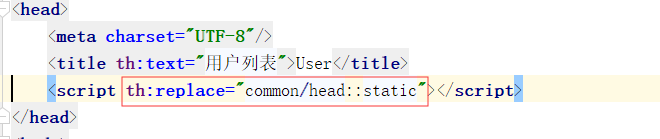 <head>
<meta charset="UTF-8"/>
<title th:text="用户列表">User</title>
<script th:replace="common/head::static"></script>
</head>